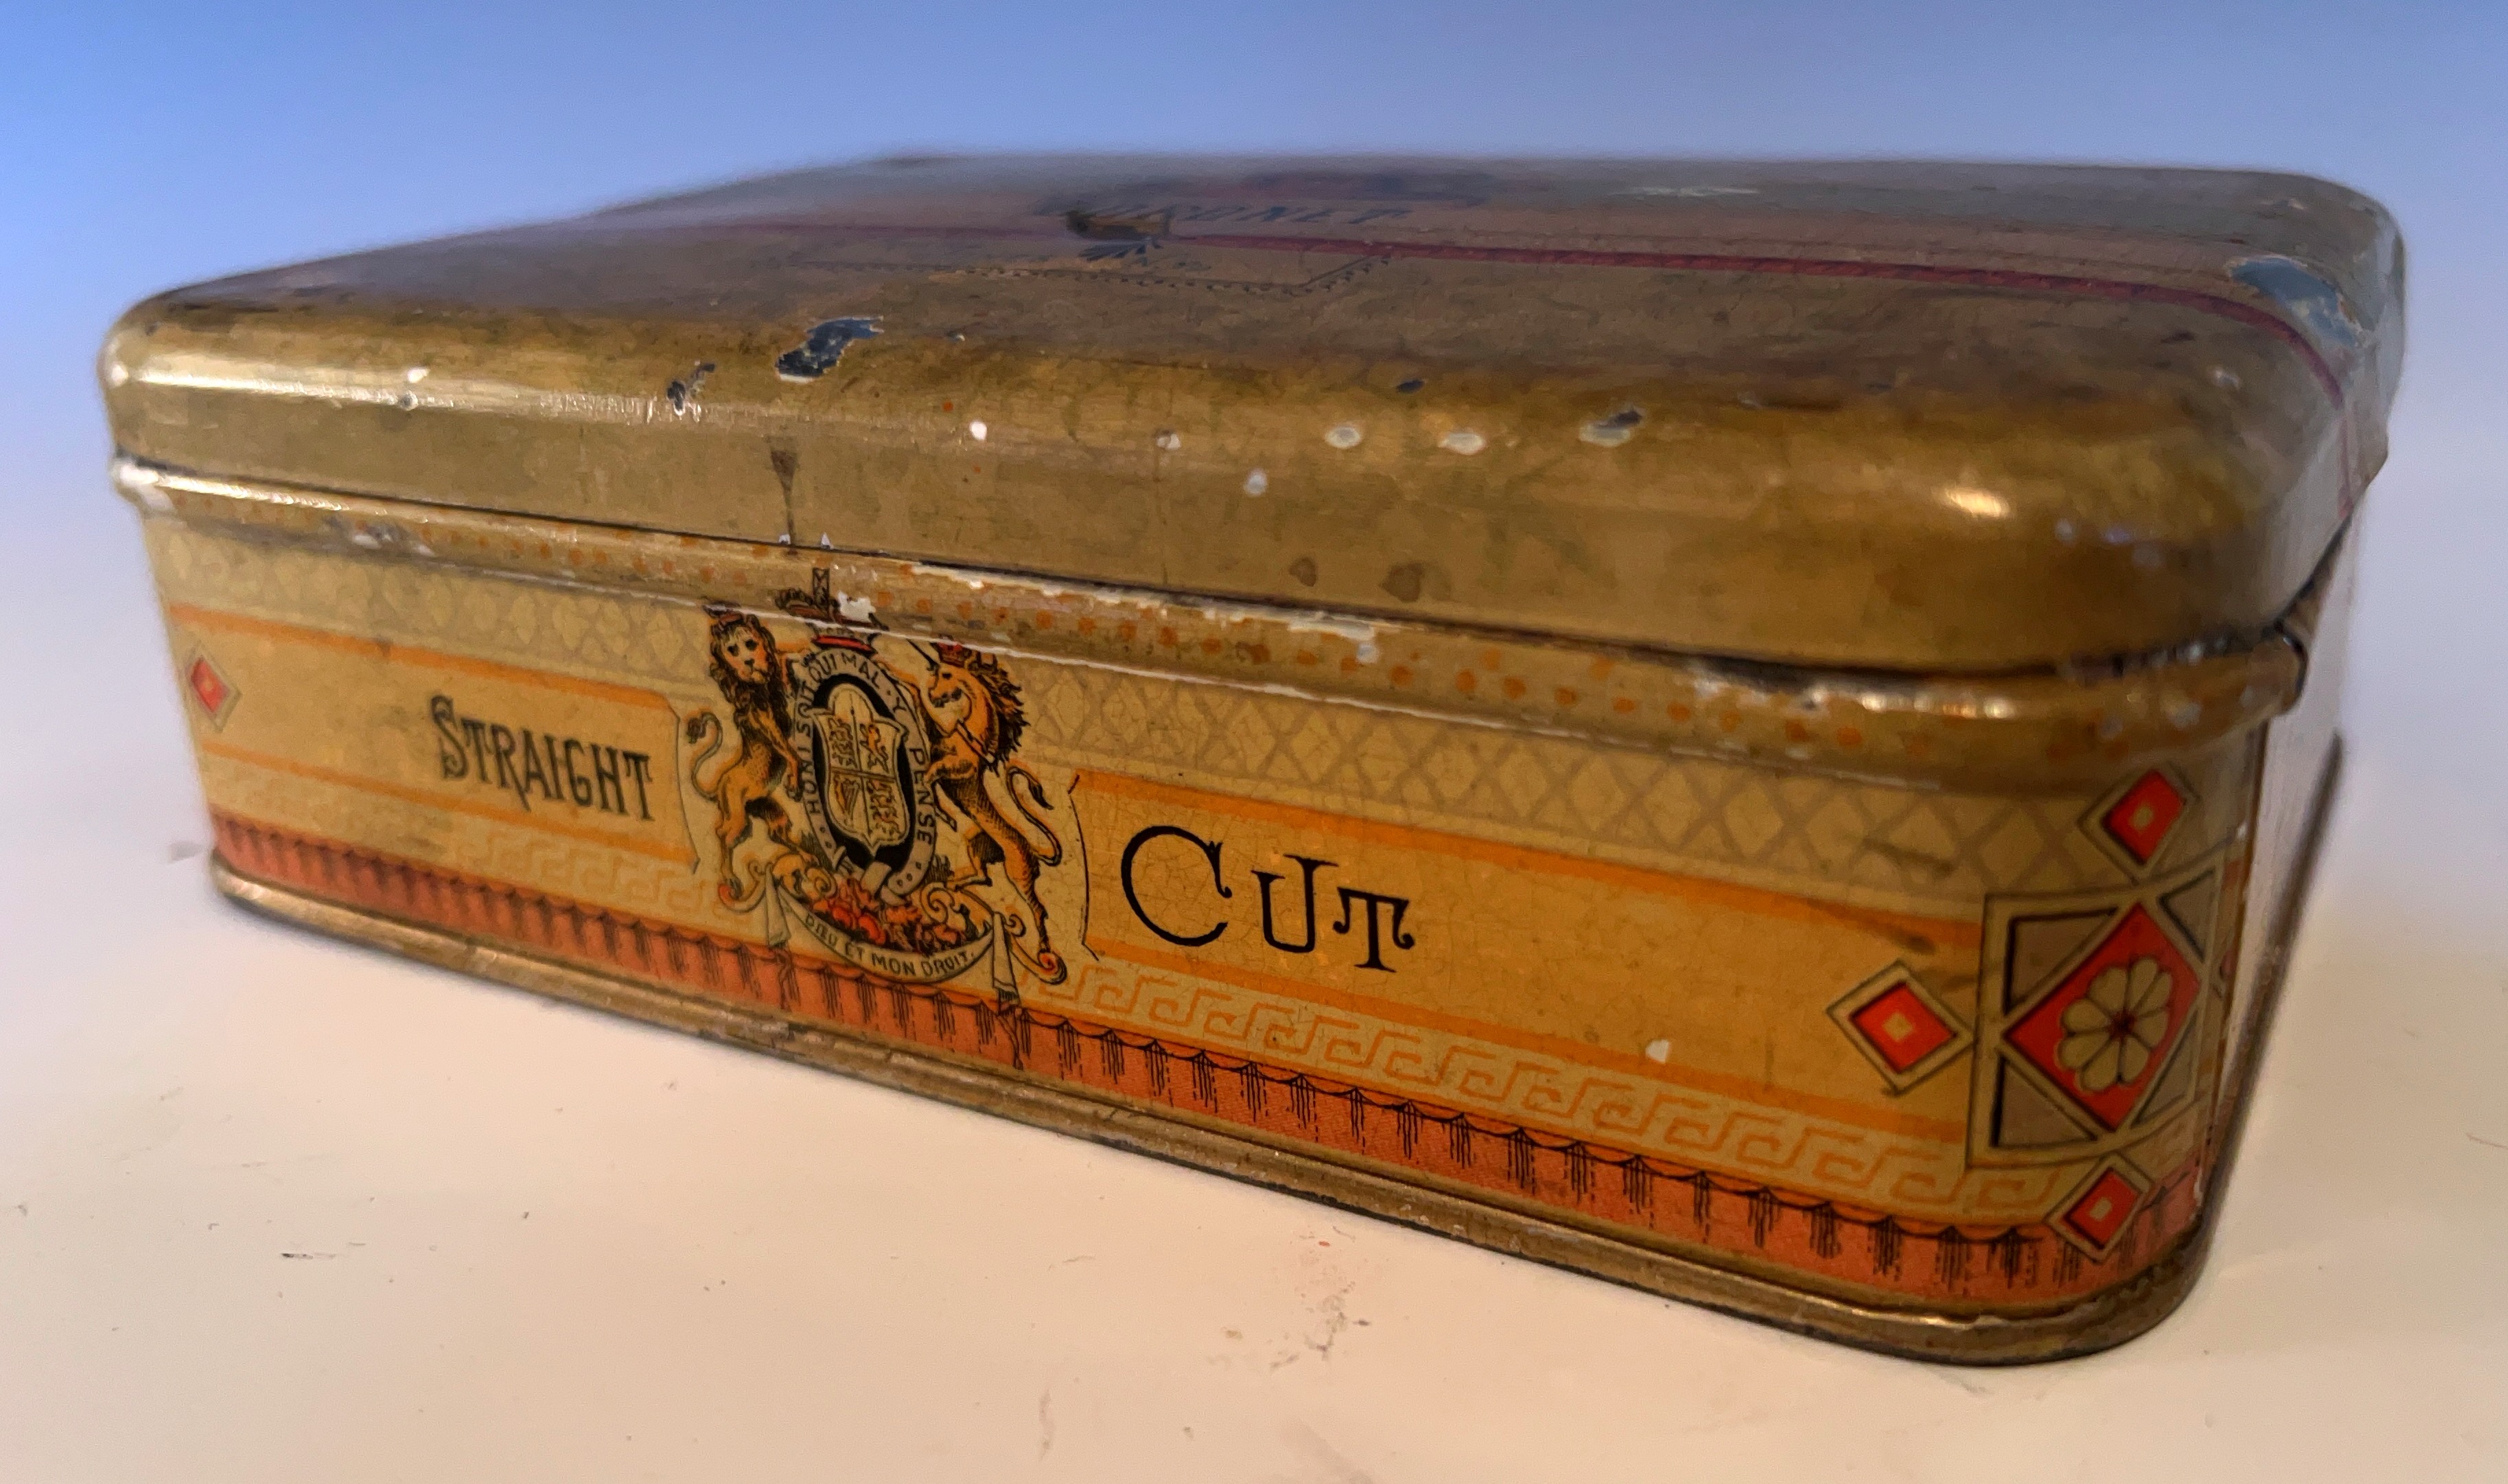 STRAIGHT CUT
HONI SOIT QUI MAL Y PENSE
DIEU ET MON DROIT.